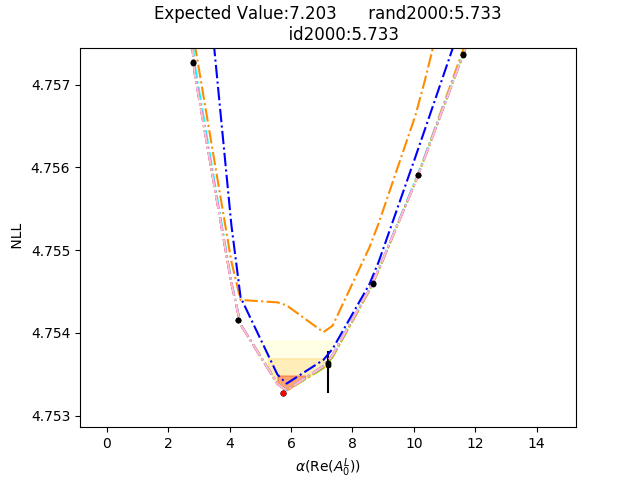 Expected Value:7.203 rand2000:5.733
id2000:5.733
4.757
4.756
4.755
4.754
4.753
NLL
0 2 4 6 8 10 12 14
α(Re(A₀ᴸ))